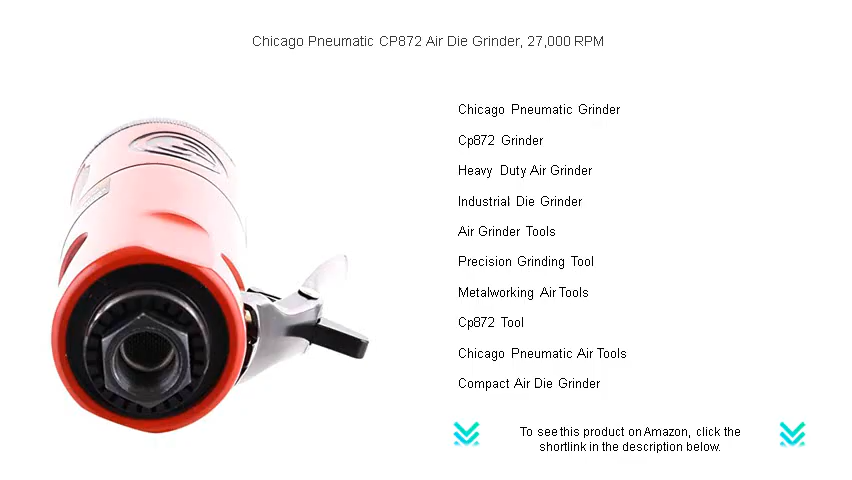 Chicago Pneumatic CP872 Air Die Grinder, 27,000 RPM
Chicago Pneumatic Grinder
Cp872 Grinder
Heavy Duty Air Grinder
Industrial Die Grinder
Air Grinder Tools
Precision Grinding Tool
Metalworking Air Tools
Cp872 Tool
Chicago Pneumatic Air Tools
Compact Air Die Grinder
To see this product on Amazon, click the
shortlink in the description below.